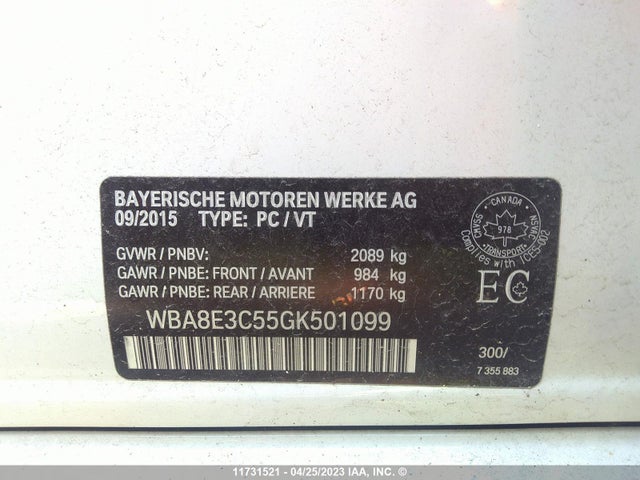 BAYERISCHE MOTOREN WERKE AG
09/2015 TYPE: PC / VT
GVWR / PNBV: 2089 kg
GAWR / PNBE: FRONT / AVANT 984 kg
GAWR / PNBE: REAR / ARRIERE 1170 kg
WBA8E3C55GK501099
CANADA
CMVSS
NSVAC
978
TRANSPORT
Complies with ICES-002
EC
300/
7 355 883
11731521 - 04/25/2023 IAA, Inc. ©